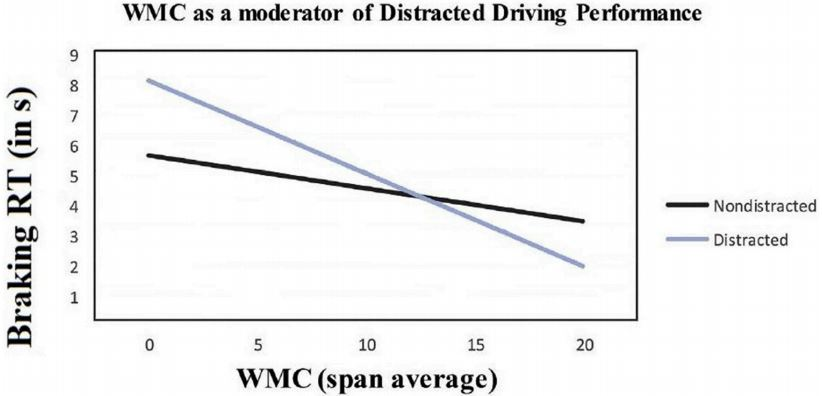 WMC as a moderator of Distracted Driving Performance
Braking RT (in s)
9
8
7
6
5
4
3
2
1
0 5 10 15 20
WMC (span average)
Nondistracted
Distracted